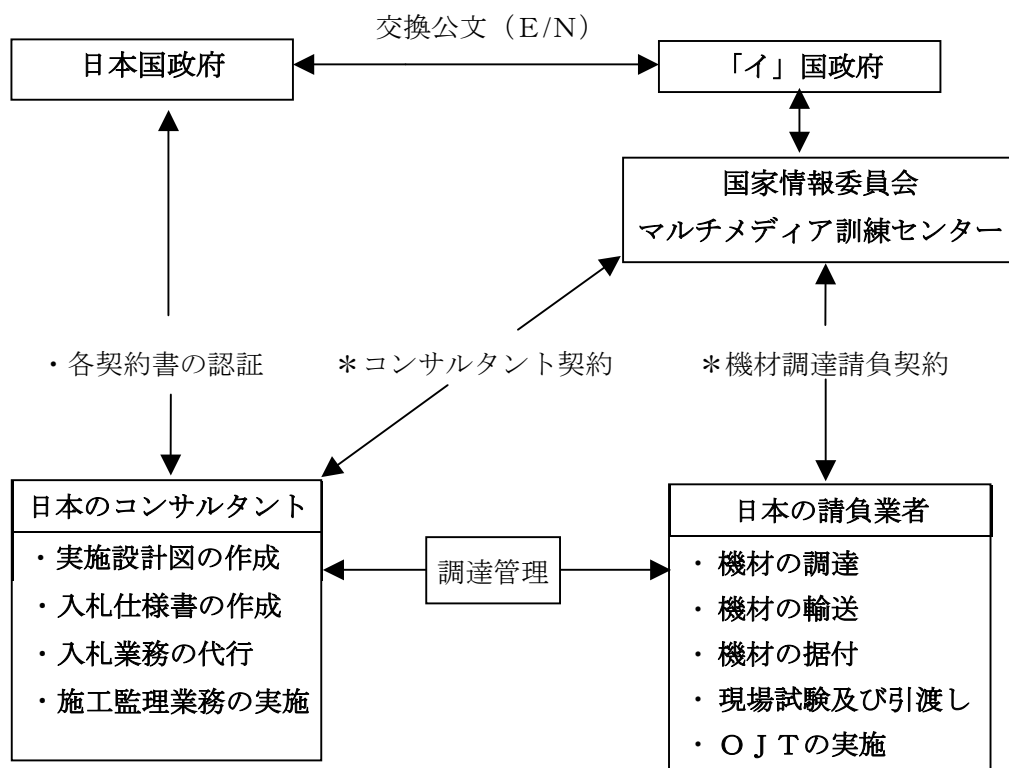 交換公文（E/N）
日本国政府
「イ」国政府
国家情報委員会
マルチメディア訓練センター
・各契約書の認証
＊コンサルタント契約
＊機材調達請負契約
日本のコンサルタント
・実施設計図の作成
・入札仕様書の作成
・入札業務の代行
・施工監理業務の実施
調達管理
日本の請負業者
・機材の調達
・機材の輸送
・機材の据付
・現場試験及び引渡し
・ＯＪＴの実施